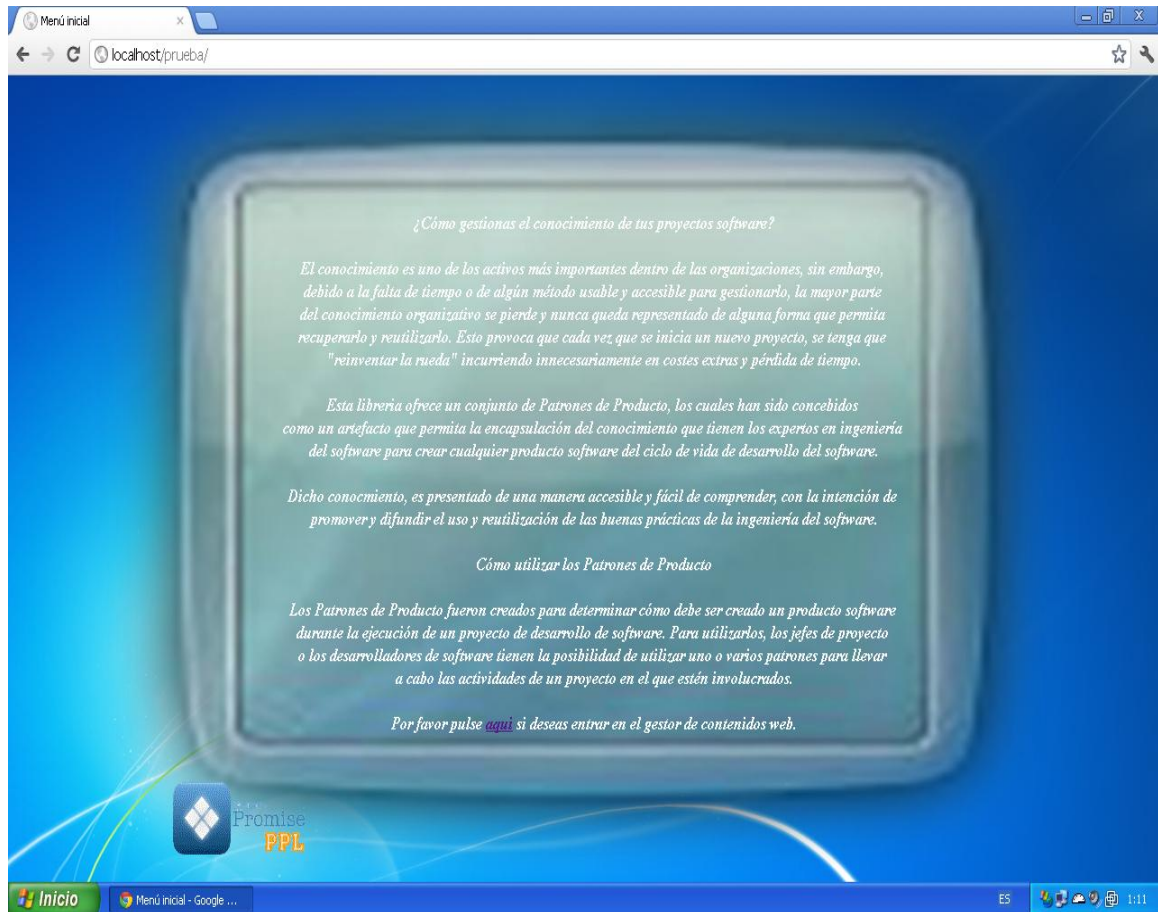 Menú inicial
localhost/prueba/
¿Cómo gestionas el conocimiento de tus proyectos software?
El conocimiento es uno de los activos más importantes dentro de las organizaciones, sin embargo,
debido a la falta de tiempo o de algún método usable y accesible para gestionarlo, la mayor parte
del conocimiento organizativo se pierde y nunca queda representado de alguna forma que permita
recuperarlo y reutilizarlo. Esto provoca que cada vez que se inicia un nuevo proyecto, se tenga que
"reinventar la rueda" incurriendo innecesariamente en costes extras y pérdida de tiempo.
Esta libreria ofrece un conjunto de Patrones de Producto, los cuales han sido concebidos
como un artefacto que permita la encapsulación del conocimiento que tienen los expertos en ingeniería
del software para crear cualquier producto software del ciclo de vida de desarrollo del software.
Dicho conocmiento, es presentado de una manera accesible y fácil de comprender, con la intención de
promover y difundir el uso y reutilización de las buenas prácticas de la ingeniería del software.
Cómo utilizar los Patrones de Producto
Los Patrones de Producto fueron creados para determinar cómo debe ser creado un producto software
durante la ejecución de un proyecto de desarrollo de software. Para utilizarlos, los jefes de proyecto
o los desarrolladores de software tienen la posibilidad de utilizar uno o varios patrones para llevar
a cabo las actividades de un proyecto en el que estén involucrados.
Por favor pulse aqui si deseas entrar en el gestor de contenidos web.
Promise
PPL
Inicio
Menú inicial - Google ...
ES
1:11